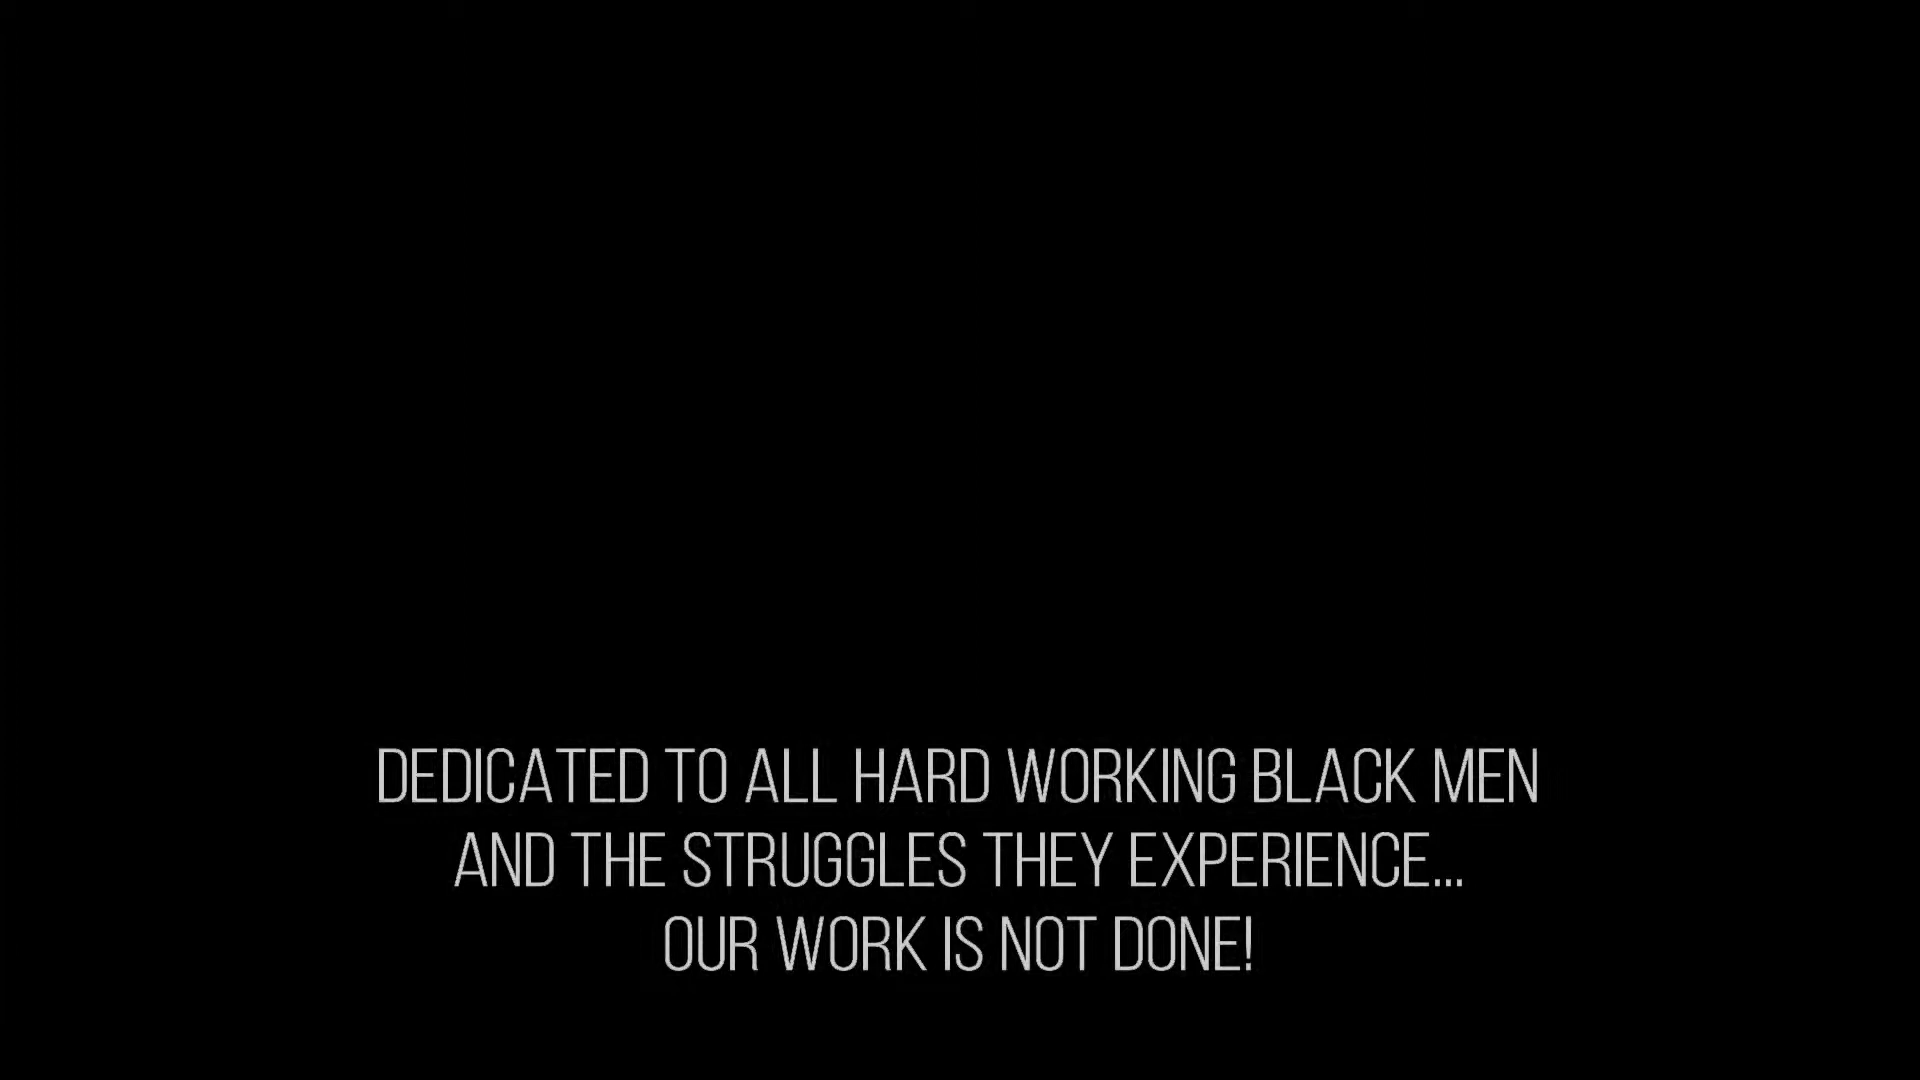 DEDICATED TO ALL HARD WORKING BLACK MEN
AND THE STRUGGLES THEY EXPERIENCE...
OUR WORK IS NOT DONE!